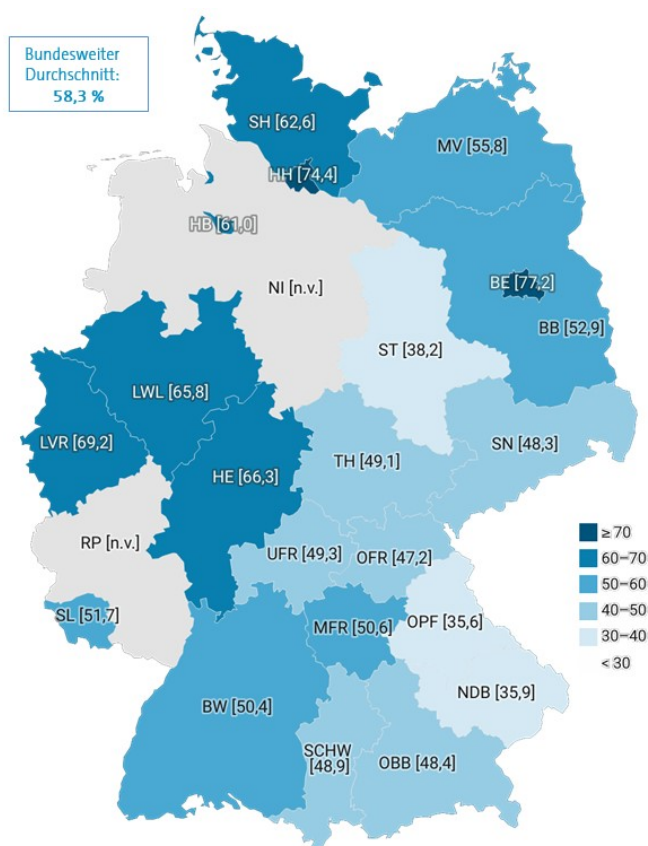 Bundesweiter
Durchschnitt:
58,3 %
SH [62,6]
MV [55,8]
HH [74,4]
HB [61,0]
NI [n.v.]
BE [77,2]
BB [52,9]
ST [38,2]
LWL [65,8]
LVR [69,2]
HE [66,3]
TH [49,1]
SN [48,3]
RP [n.v.]
UFR [49,3]
OFR [47,2]
SL [51,7]
MFR [50,6]
OPF [35,6]
NDB [35,9]
BW [50,4]
SCHW
[48,9]
OBB [48,4]
≥ 70
60–70
50–60
40–50
30–40
< 30